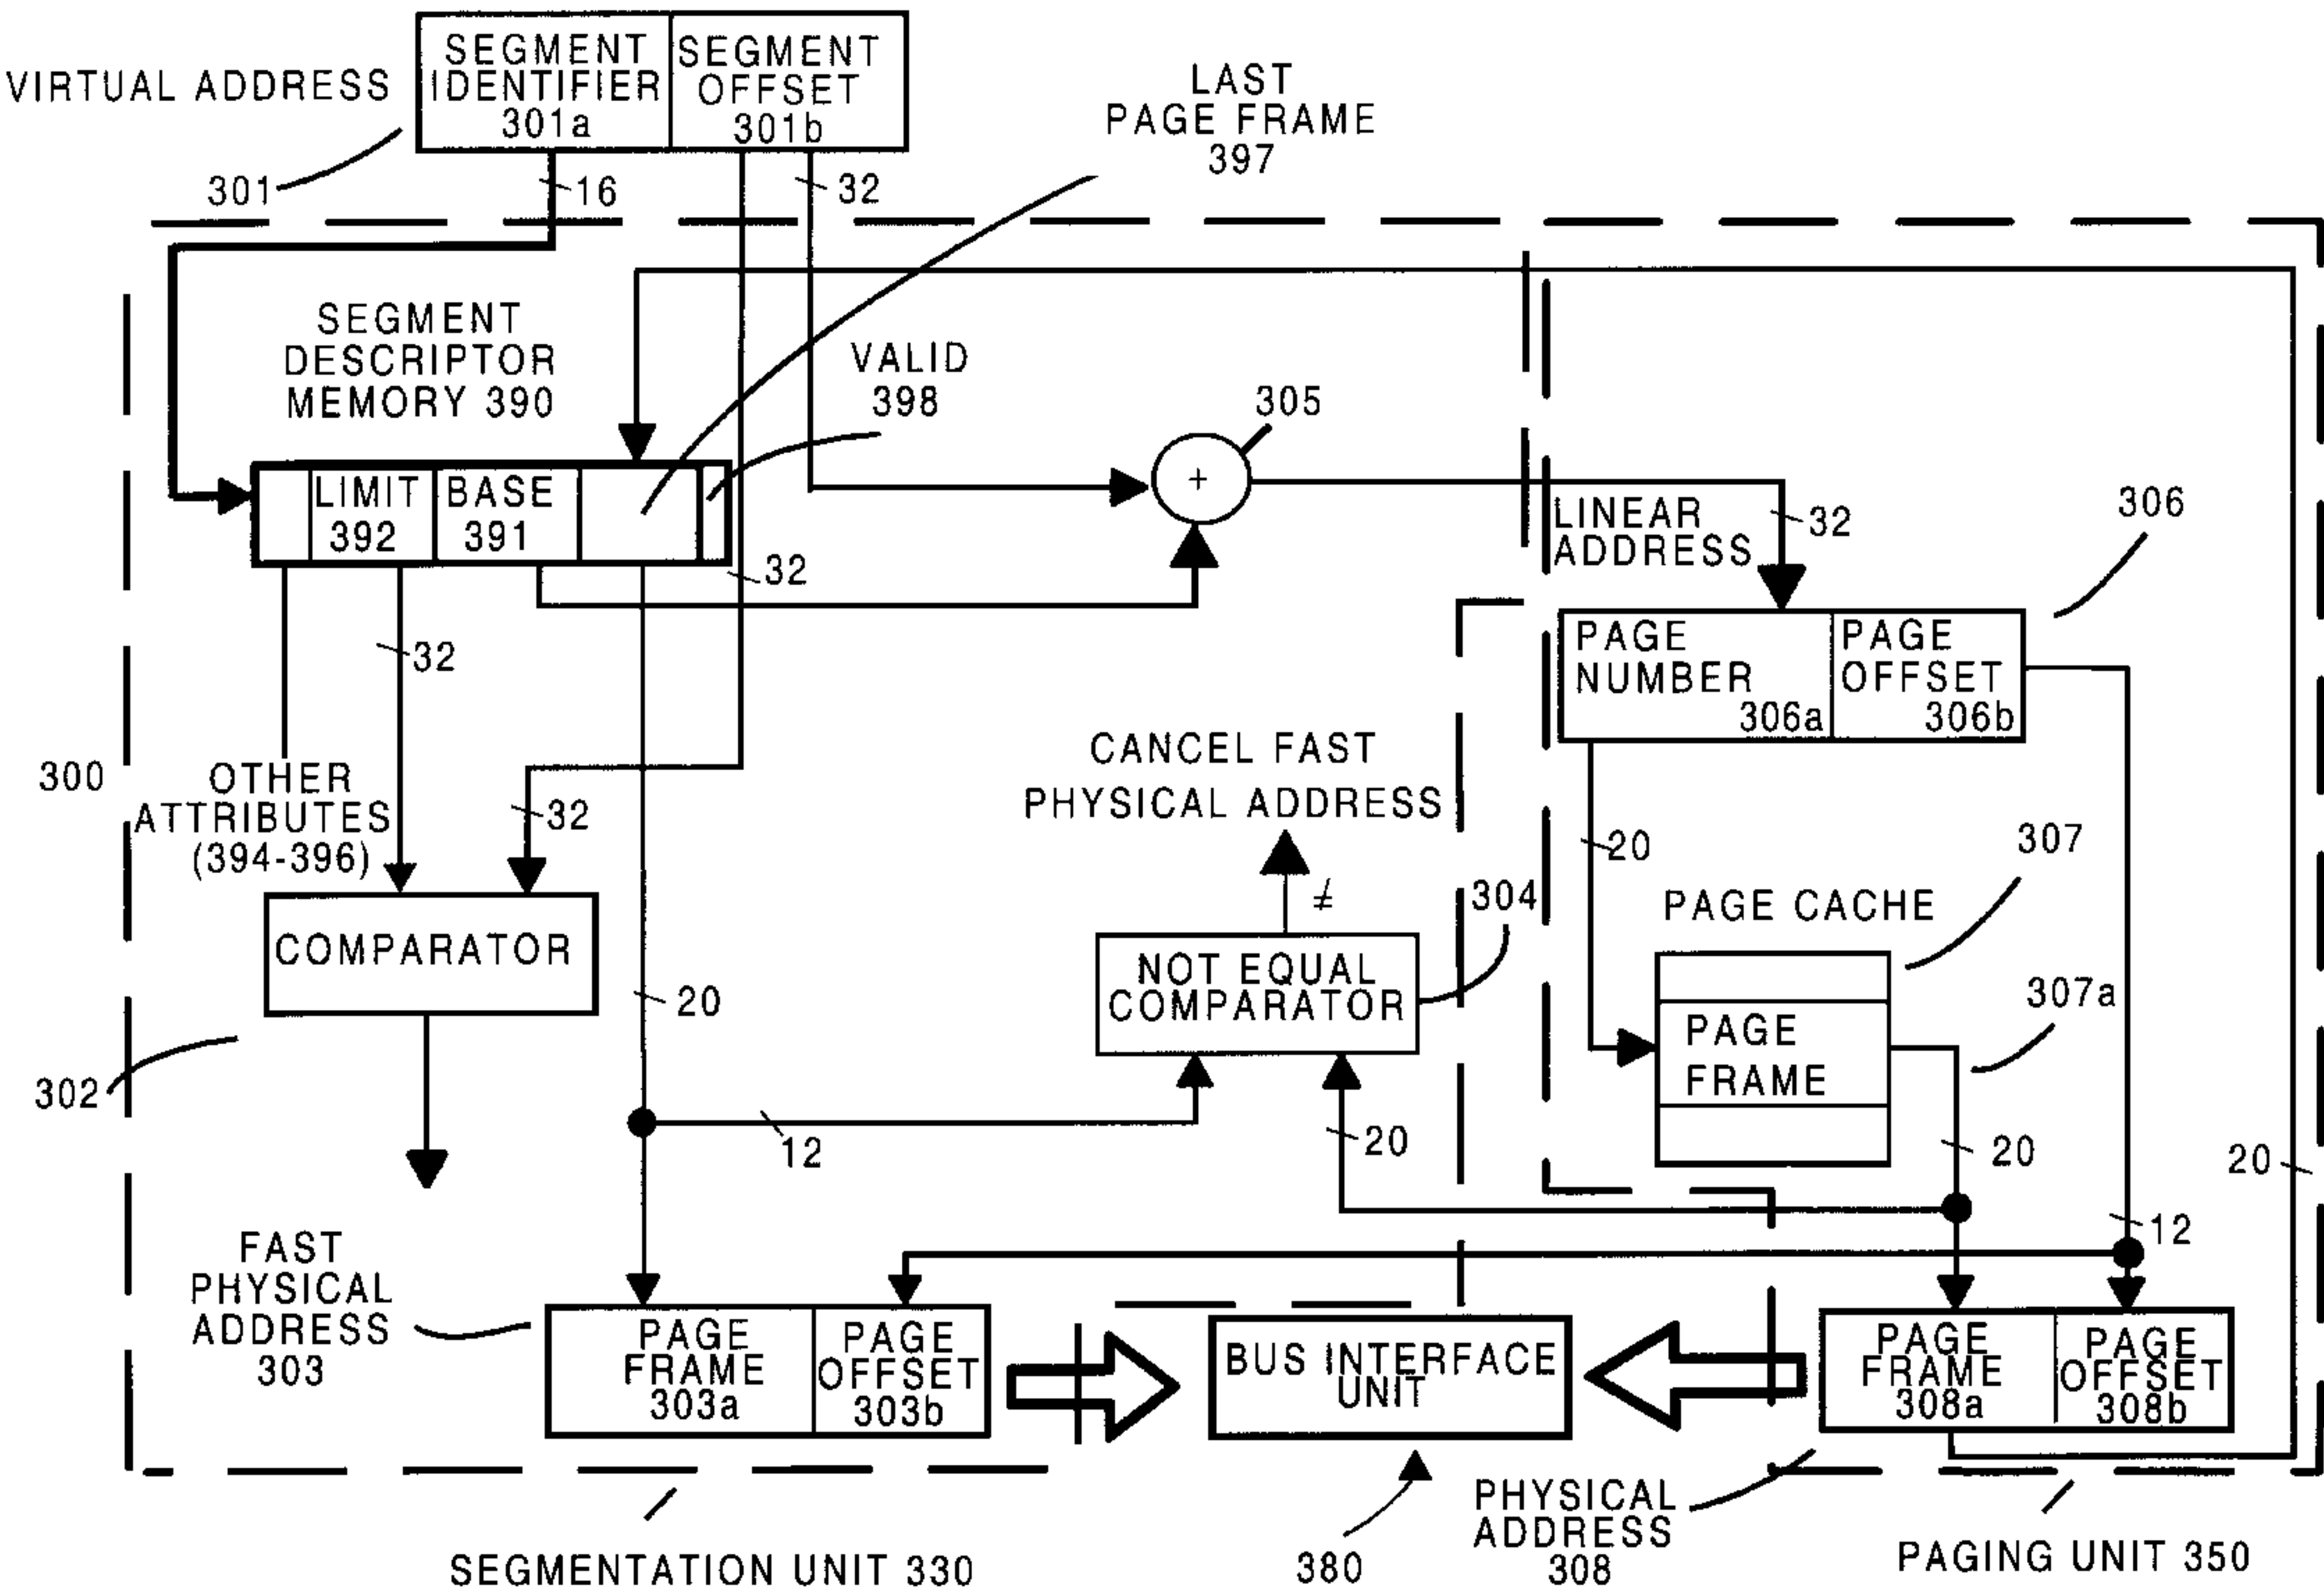 SEGMENT
IDENTIFIER
301a
SEGMENT
OFFSET
301b
VIRTUAL ADDRESS
301
16
32
LAST
PAGE FRAME
397
SEGMENT
DESCRIPTOR
MEMORY 390
VALID
398
305
+
LIMIT
392
BASE
391
32
LINEAR
ADDRESS
32
306
32
PAGE
NUMBER
306a
PAGE
OFFSET
306b
300
OTHER
ATTRIBUTES
(394-396)
32
CANCEL FAST
PHYSICAL ADDRESS
≠
304
20
307
PAGE CACHE
307a
COMPARATOR
302
20
NOT EQUAL
COMPARATOR
PAGE
FRAME
12
20
20
20
12
FAST
PHYSICAL
ADDRESS
303
PAGE
FRAME
303a
PAGE
OFFSET
303b
BUS INTERFACE
UNIT
PAGE
FRAME
308a
PAGE
OFFSET
308b
SEGMENTATION UNIT 330
380
PHYSICAL
ADDRESS
308
PAGING UNIT 350